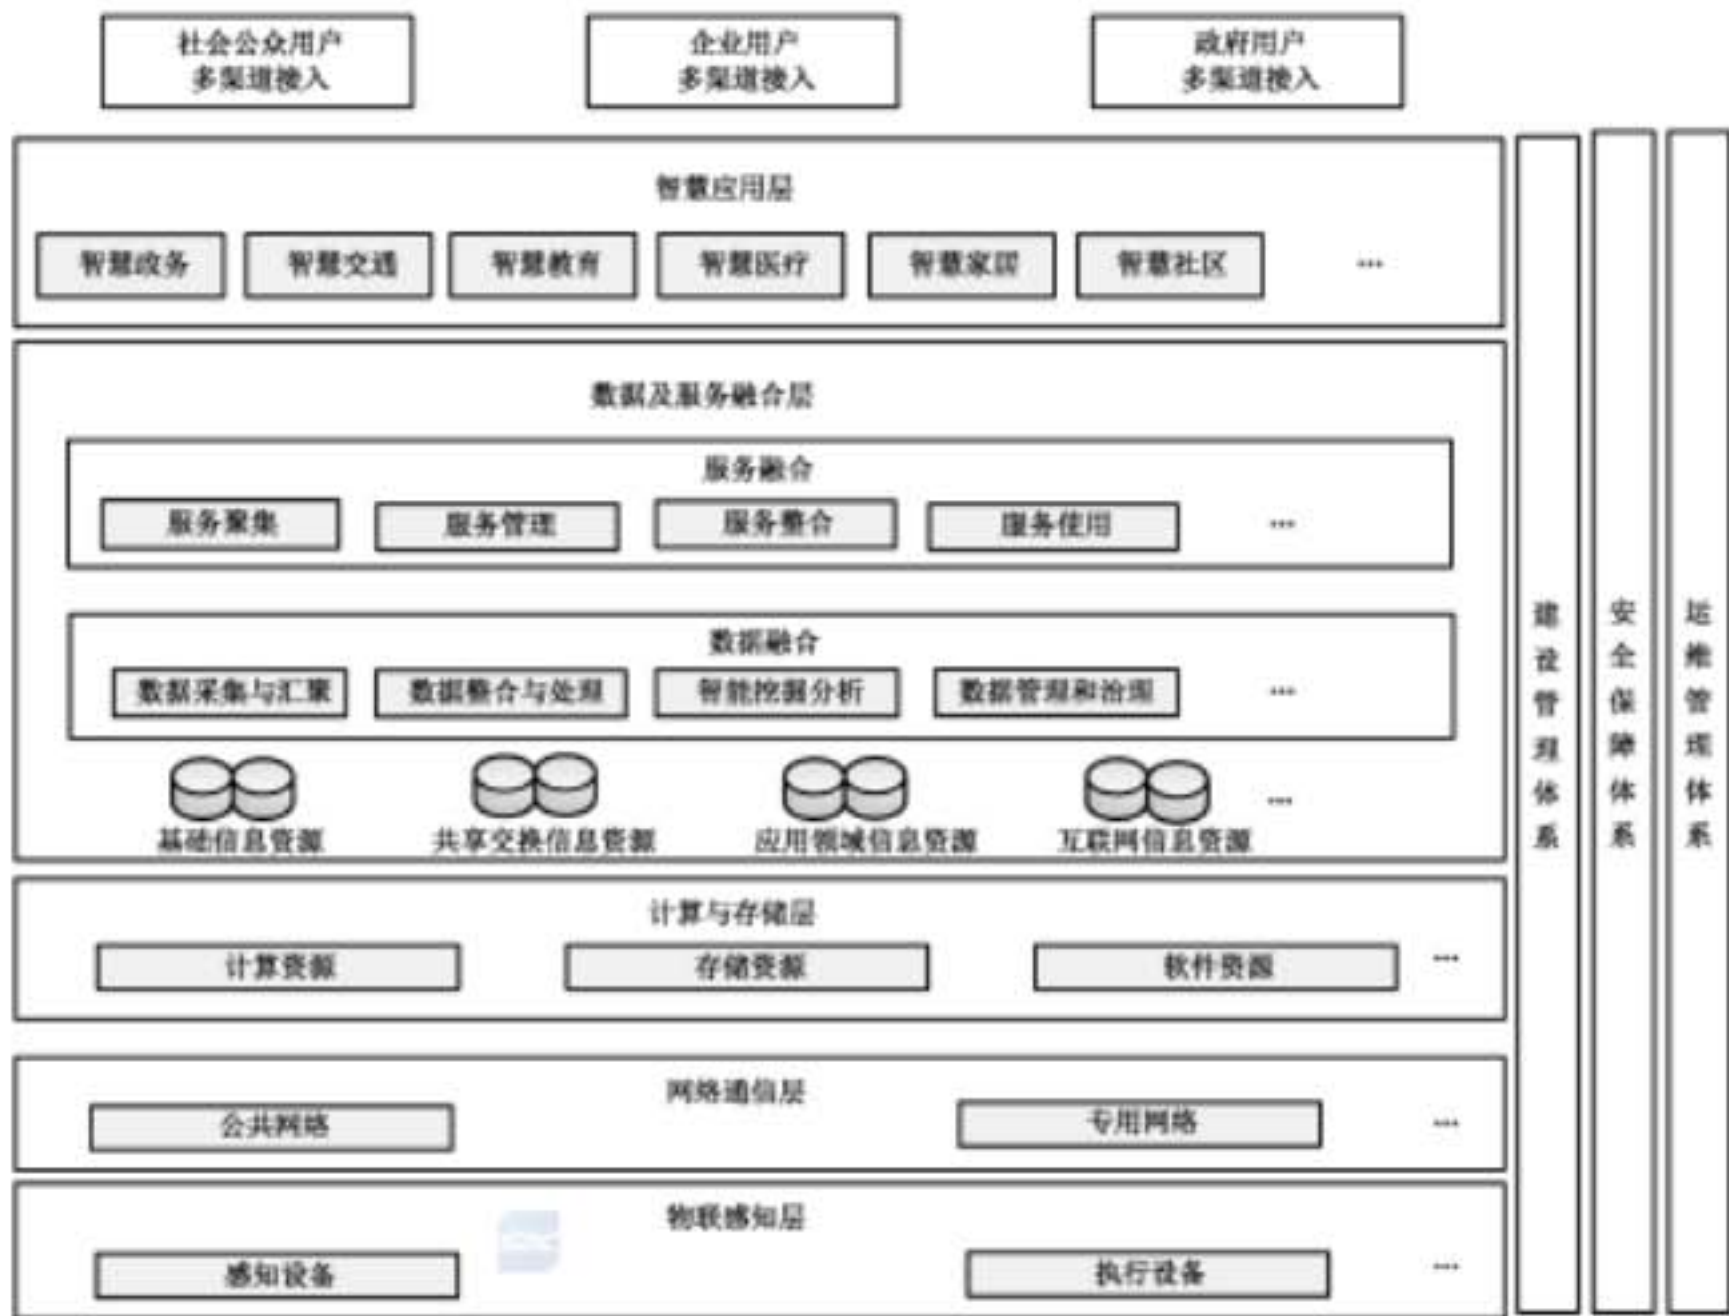 社会公众用户
多渠道接入
企业用户
多渠道接入
政府用户
多渠道接入
智慧应用层
智慧政务
智慧交通
智慧教育
智慧医疗
智慧家居
智慧社区
...
数据及服务融合层
服务融合
服务聚集
服务管理
服务整合
服务使用
...
数据融合
数据采集与汇聚
数据整合与处理
智能挖掘分析
数据管理和治理
...
基础信息资源
共享交换信息资源
应用领域信息资源
互联网信息资源
...
计算与存储层
计算资源
存储资源
软件资源
...
网络通信层
公共网络
专用网络
...
物联感知层
感知设备
执行设备
...
建设管理体系
安全保障体系
运维管理体系